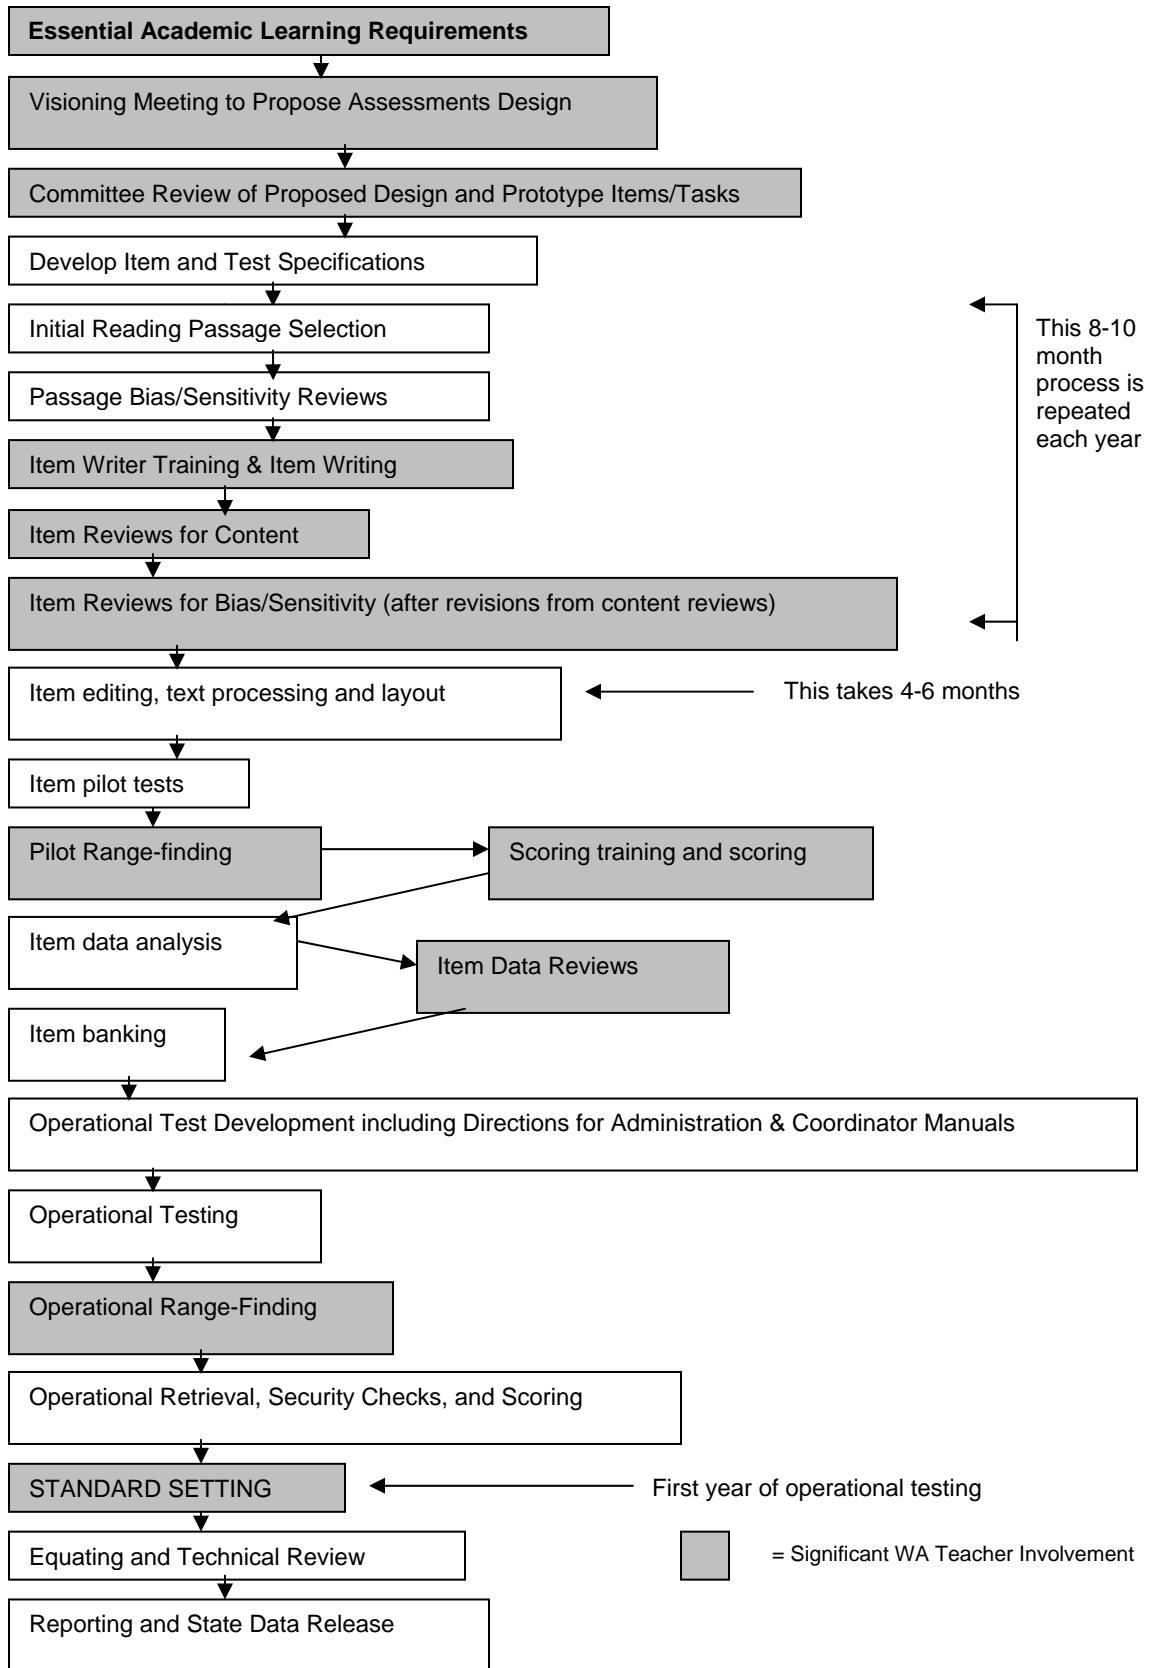 Essential Academic Learning Requirements
Visioning Meeting to Propose Assessments Design
Committee Review of Proposed Design and Prototype Items/Tasks
Develop Item and Test Specifications
Initial Reading Passage Selection
This 8-10
month
process is
repeated
each year
Passage Bias/Sensitivity Reviews
Item Writer Training & Item Writing
Item Reviews for Content
Item Reviews for Bias/Sensitivity (after revisions from content reviews)
Item editing, text processing and layout
This takes 4-6 months
Item pilot tests
Pilot Range-finding
Scoring training and scoring
Item data analysis
Item Data Reviews
Item banking
Operational Test Development including Directions for Administration & Coordinator Manuals
Operational Testing
Operational Range-Finding
Operational Retrieval, Security Checks, and Scoring
STANDARD SETTING
First year of operational testing
Equating and Technical Review
= Significant WA Teacher Involvement
Reporting and State Data Release